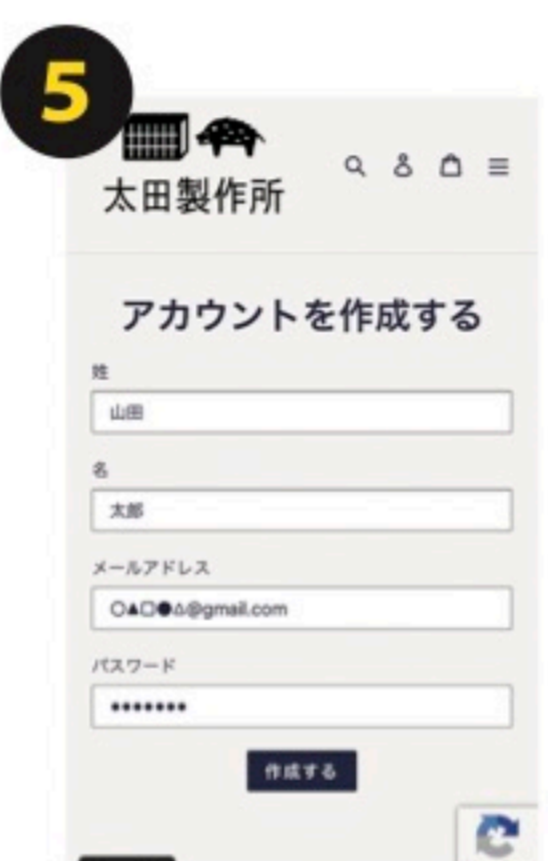 5
太田製作所
アカウントを作成する
姓
山田
名
太郎
メールアドレス
○▲□●△@gmail.com
パスワード
•••••••
作成する